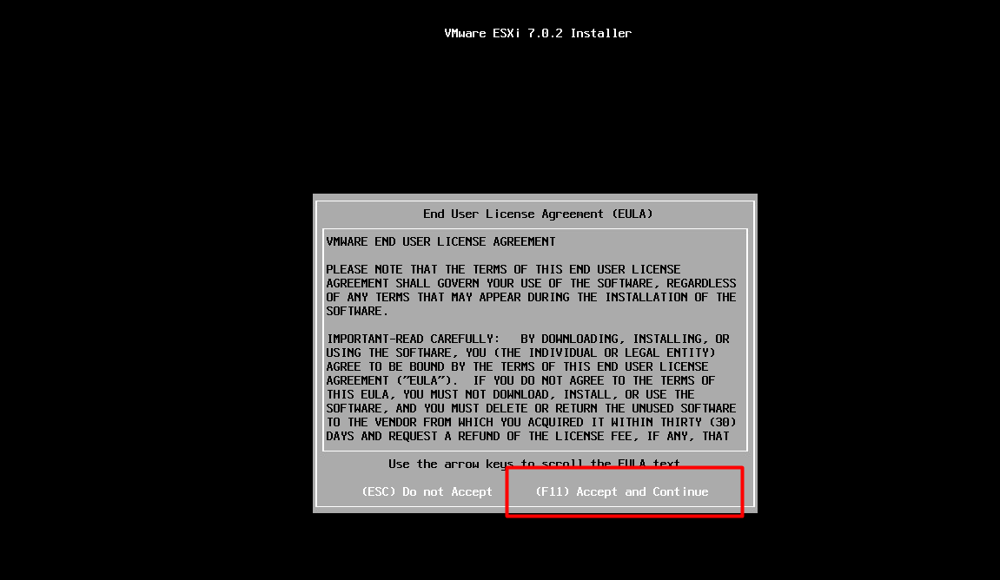 VMware ESXi 7.0.2 Installer
End User License Agreement (EULA)
VMWARE END USER LICENSE AGREEMENT
PLEASE NOTE THAT THE TERMS OF THIS END USER LICENSE
AGREEMENT SHALL GOVERN YOUR USE OF THE SOFTWARE, REGARDLESS
OF ANY TERMS THAT MAY APPEAR DURING THE INSTALLATION OF THE
SOFTWARE.
IMPORTANT-READ CAREFULLY:   BY DOWNLOADING, INSTALLING, OR
USING THE SOFTWARE, YOU (THE INDIVIDUAL OR LEGAL ENTITY)
AGREE TO BE BOUND BY THE TERMS OF THIS END USER LICENSE
AGREEMENT ("EULA").  IF YOU DO NOT AGREE TO THE TERMS OF
THIS EULA, YOU MUST NOT DOWNLOAD, INSTALL, OR USE THE
SOFTWARE, AND YOU MUST DELETE OR RETURN THE UNUSED SOFTWARE
TO THE VENDOR FROM WHICH YOU ACQUIRED IT WITHIN THIRTY (30)
DAYS AND REQUEST A REFUND OF THE LICENSE FEE, IF ANY, THAT
Use the arrow keys to scroll the EULA text
(ESC) Do not Accept (F11) Accept and Continue